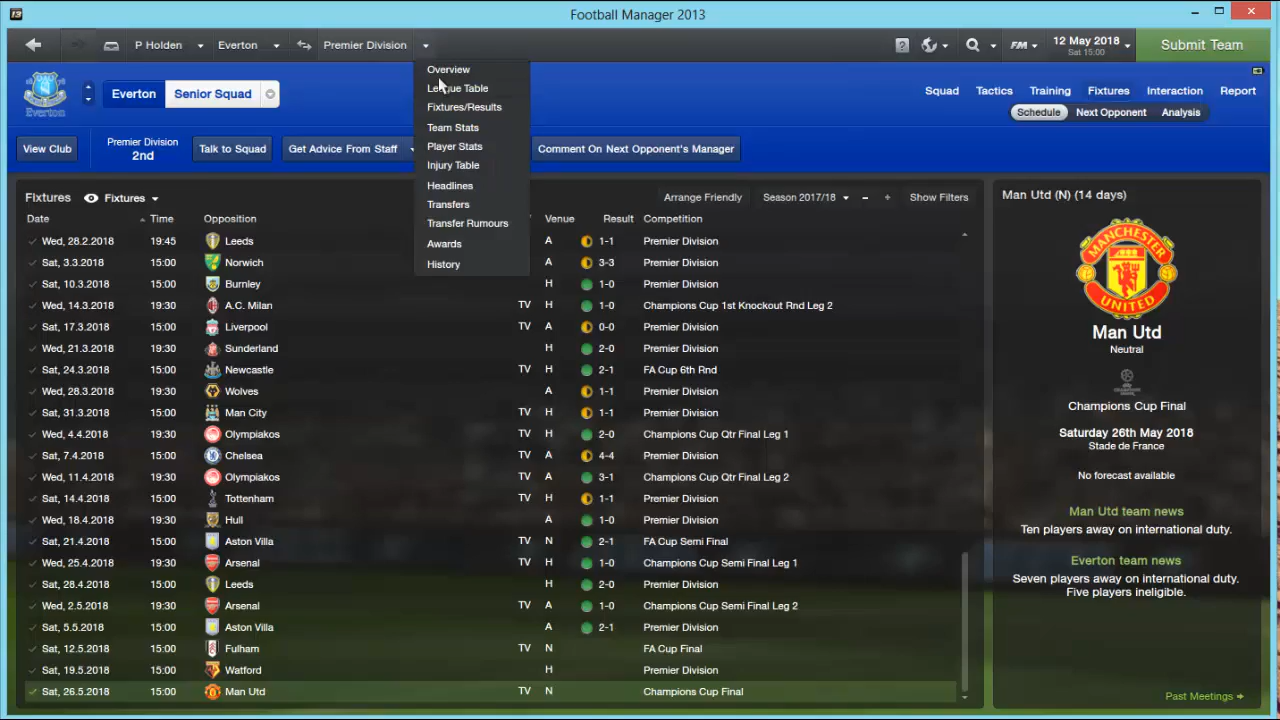 13 Football Manager 2013
P Holden Everton Premier Division ? FM 12 May 2018 Sat 15:00 Submit Team
Overview
League Table
Fixtures/Results
Team Stats
Player Stats
Injury Table
Headlines
Transfers
Transfer Rumours
Awards
History
Everton
Everton Senior Squad
Squad Tactics Training Fixtures Interaction Report
Schedule Next Opponent Analysis
View Club Premier Division 2nd Talk to Squad Get Advice From Staff Comment On Next Opponent's Manager
Fixtures Fixtures Arrange Friendly Season 2017/18 - + Show Filters
Date Time Opposition Venue Result Competition
Wed, 28.2.2018 19:45 Leeds A 1-1 Premier Division
Sat, 3.3.2018 15:00 Norwich A 3-3 Premier Division
Sat, 10.3.2018 15:00 Burnley H 1-0 Premier Division
Wed, 14.3.2018 19:30 A.C. Milan TV H 1-0 Champions Cup 1st Knockout Rnd Leg 2
Sat, 17.3.2018 15:00 Liverpool TV A 0-0 Premier Division
Wed, 21.3.2018 19:30 Sunderland H 2-0 Premier Division
Sat, 24.3.2018 15:00 Newcastle TV H 2-1 FA Cup 6th Rnd
Wed, 28.3.2018 19:30 Wolves A 1-1 Premier Division
Sat, 31.3.2018 15:00 Man City TV H 1-1 Premier Division
Wed, 4.4.2018 19:30 Olympiakos TV H 2-0 Champions Cup Qtr Final Leg 1
Sat, 7.4.2018 15:00 Chelsea TV A 4-4 Premier Division
Wed, 11.4.2018 19:30 Olympiakos TV A 3-1 Champions Cup Qtr Final Leg 2
Sat, 14.4.2018 15:00 Tottenham TV H 1-1 Premier Division
Wed, 18.4.2018 19:30 Hull A 1-0 Premier Division
Sat, 21.4.2018 15:00 Aston Villa TV N 2-1 FA Cup Semi Final
Wed, 25.4.2018 19:30 Arsenal TV H 1-0 Champions Cup Semi Final Leg 1
Sat, 28.4.2018 15:00 Leeds H 2-0 Premier Division
Wed, 2.5.2018 19:30 Arsenal TV A 1-0 Champions Cup Semi Final Leg 2
Sat, 5.5.2018 15:00 Aston Villa A 2-1 Premier Division
Sat, 12.5.2018 15:00 Fulham TV N FA Cup Final
Sat, 19.5.2018 15:00 Watford H Premier Division
Sat, 26.5.2018 15:00 Man Utd TV N Champions Cup Final
Man Utd (N) (14 days)
MANCHESTER
UNITED
Man Utd
Neutral
Champions Cup Final
Saturday 26th May 2018
Stade de France
No forecast available
Man Utd team news
Ten players away on international duty.
Everton team news
Seven players away on international duty.
Five players ineligible.
Past Meetings